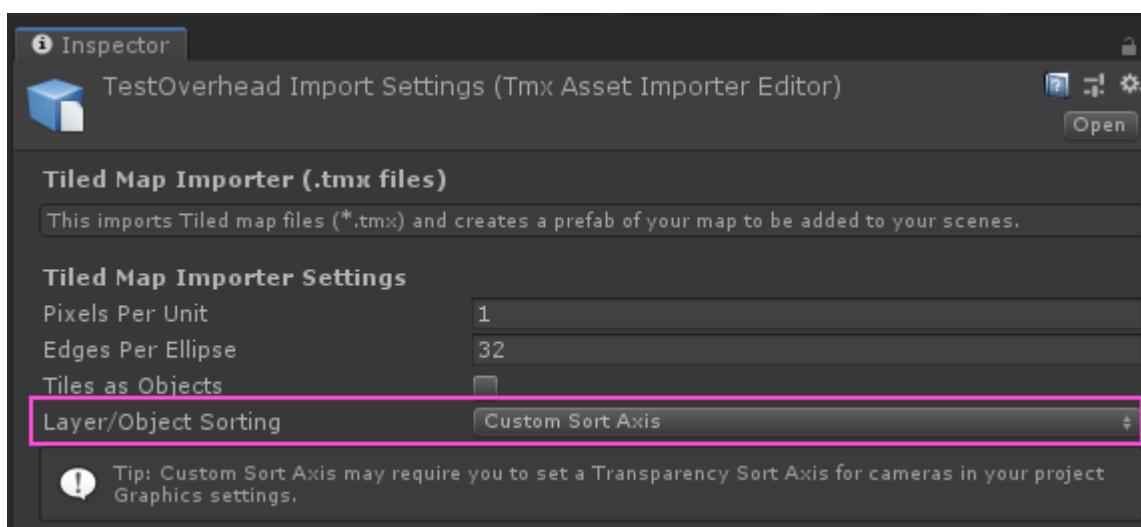 Inspector
TestOverhead Import Settings (Tmx Asset Importer Editor)
Open
Tiled Map Importer (.tmx files)
This imports Tiled map files (*.tmx) and creates a prefab of your map to be added to your scenes.
Tiled Map Importer Settings
Pixels Per Unit 1
Edges Per Ellipse 32
Tiles as Objects
Layer/Object Sorting Custom Sort Axis
Tip: Custom Sort Axis may require you to set a Transparency Sort Axis for cameras in your project
Graphics settings.